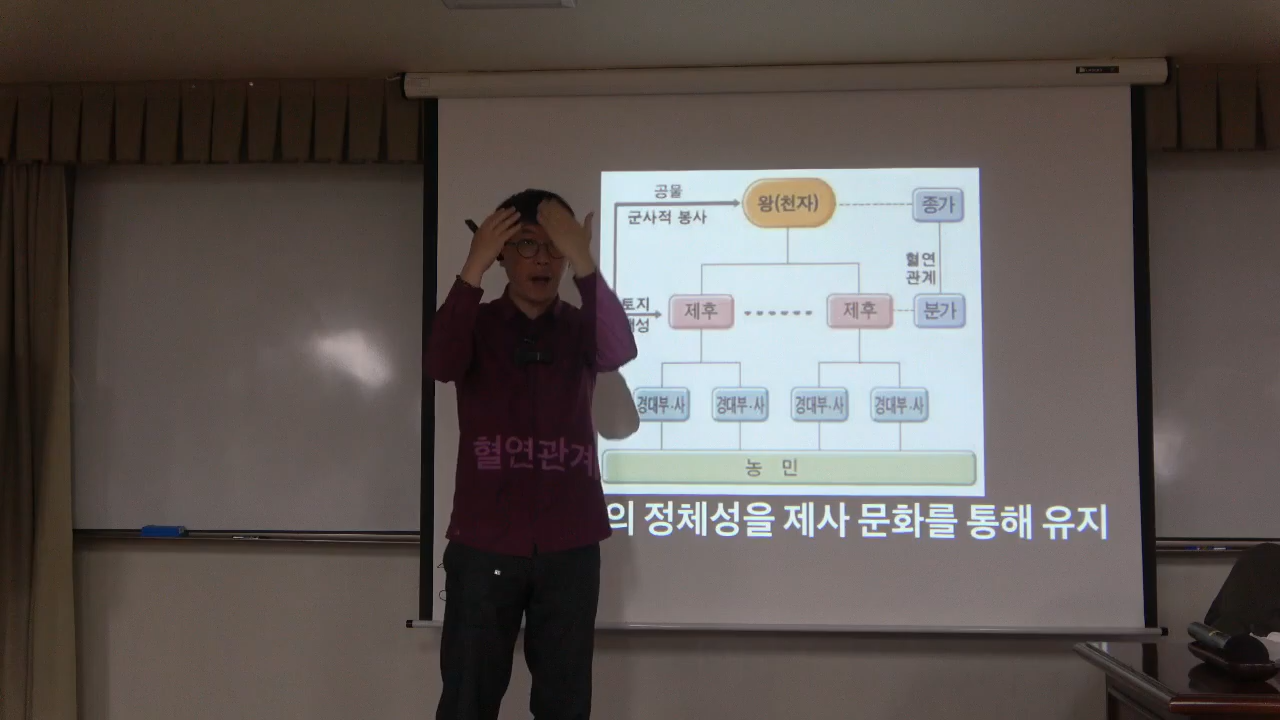 공물
왕(천자)
종가
군사적 봉사
혈연
관계
토지
제후
제후
분가
성
경대부·사
경대부·사
경대부·사
경대부·사
농 민
혈연관계
의 정체성을 제사 문화를 통해 유지